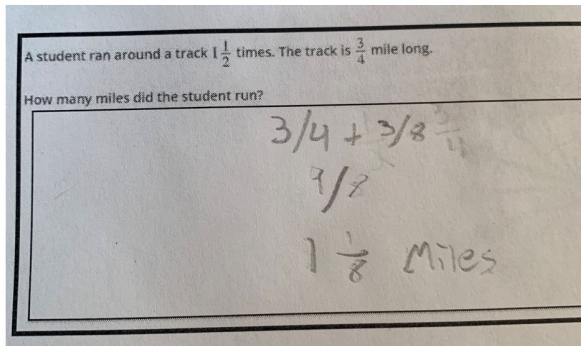 A student ran around a track 1 1/2 times. The track is 3/4 mile long.
How many miles did the student run?
3/4 + 3/8
9/8
1 1/8 Miles